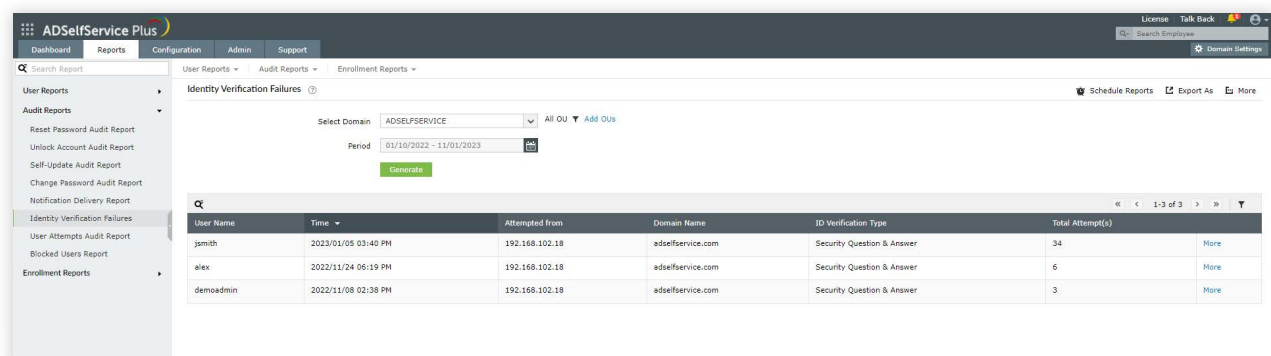 License Talk Back
ADSelfService Plus
Search Employee
Dashboard Reports Configuration Admin Support
Domain Settings
Search Report
User Reports Audit Reports Enrollment Reports
User Reports
Audit Reports
Reset Password Audit Report
Unlock Account Audit Report
Self-Update Audit Report
Change Password Audit Report
Notification Delivery Report
Identity Verification Failures
User Attempts Audit Report
Blocked Users Report
Enrollment Reports
Identity Verification Failures
Schedule Reports Export As More
Select Domain ADSELFSERVICE All OU Add OUs
Period 01/10/2022 - 11/01/2023
Generate
1-3 of 3
User Name Time Attempted from Domain Name ID Verification Type Total Attempt(s)
jsmith 2023/01/05 03:40 PM 192.168.102.18 adselfservice.com Security Question & Answer 34 More
alex 2022/11/24 06:19 PM 192.168.102.18 adselfservice.com Security Question & Answer 6 More
demoadmin 2022/11/08 02:38 PM 192.168.102.18 adselfservice.com Security Question & Answer 3 More